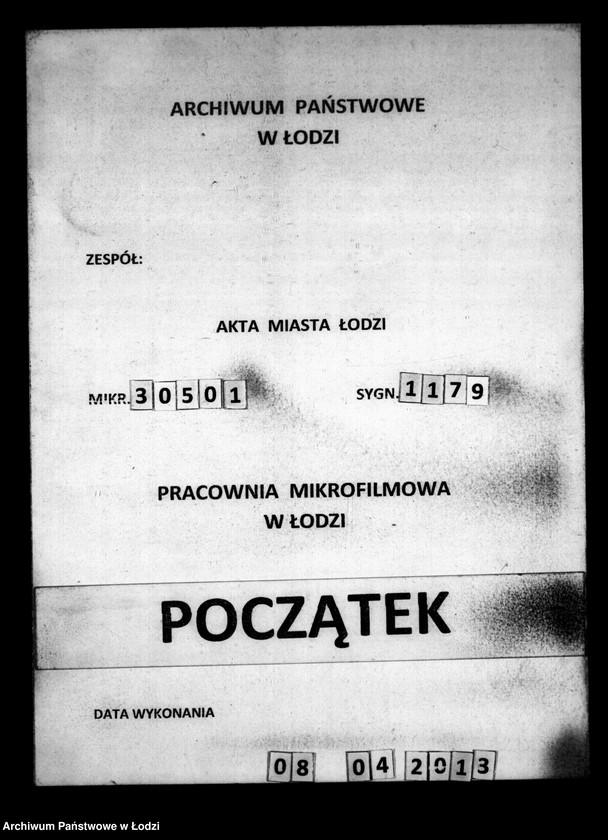 ARCHIWUM PAŃSTWOWE
W ŁODZI
ZESPÓŁ:
AKTA MIASTA ŁODZI
MIKR. 30501 SYGN. 1179
PRACOWNIA MIKROFILMOWA
W ŁODZI
POCZĄTEK
DATA WYKONANIA
08 04 2013
Archiwum Państwowe w Łodzi